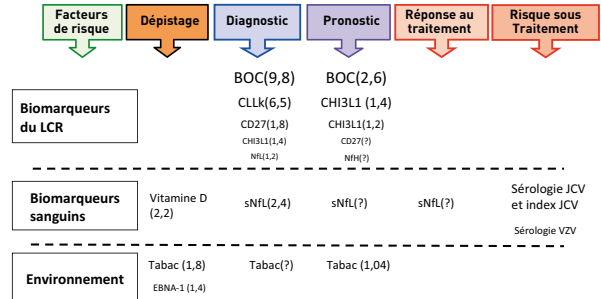 Facteurs de risque
Dépistage
Diagnostic
Pronostic
Réponse au traitement
Risque sous Traitement
Biomarqueurs du LCR
BOC(9,8)
BOC(2,6)
CLLk(6,5)
CHI3L1 (1,4)
CD27(1,8)
CHI3L1(1,2)
CHI3L1(1,4)
CD27(?)
NfL(1,2)
NfH(?)
Biomarqueurs sanguins
Vitamine D (2,2)
sNfL(2,4)
sNfL(?)
sNfL(?)
Sérologie JCV et index JCV
Sérologie VZV
Environnement
Tabac (1,8)
Tabac(?)
Tabac (1,04)
EBNA-1 (1,4)